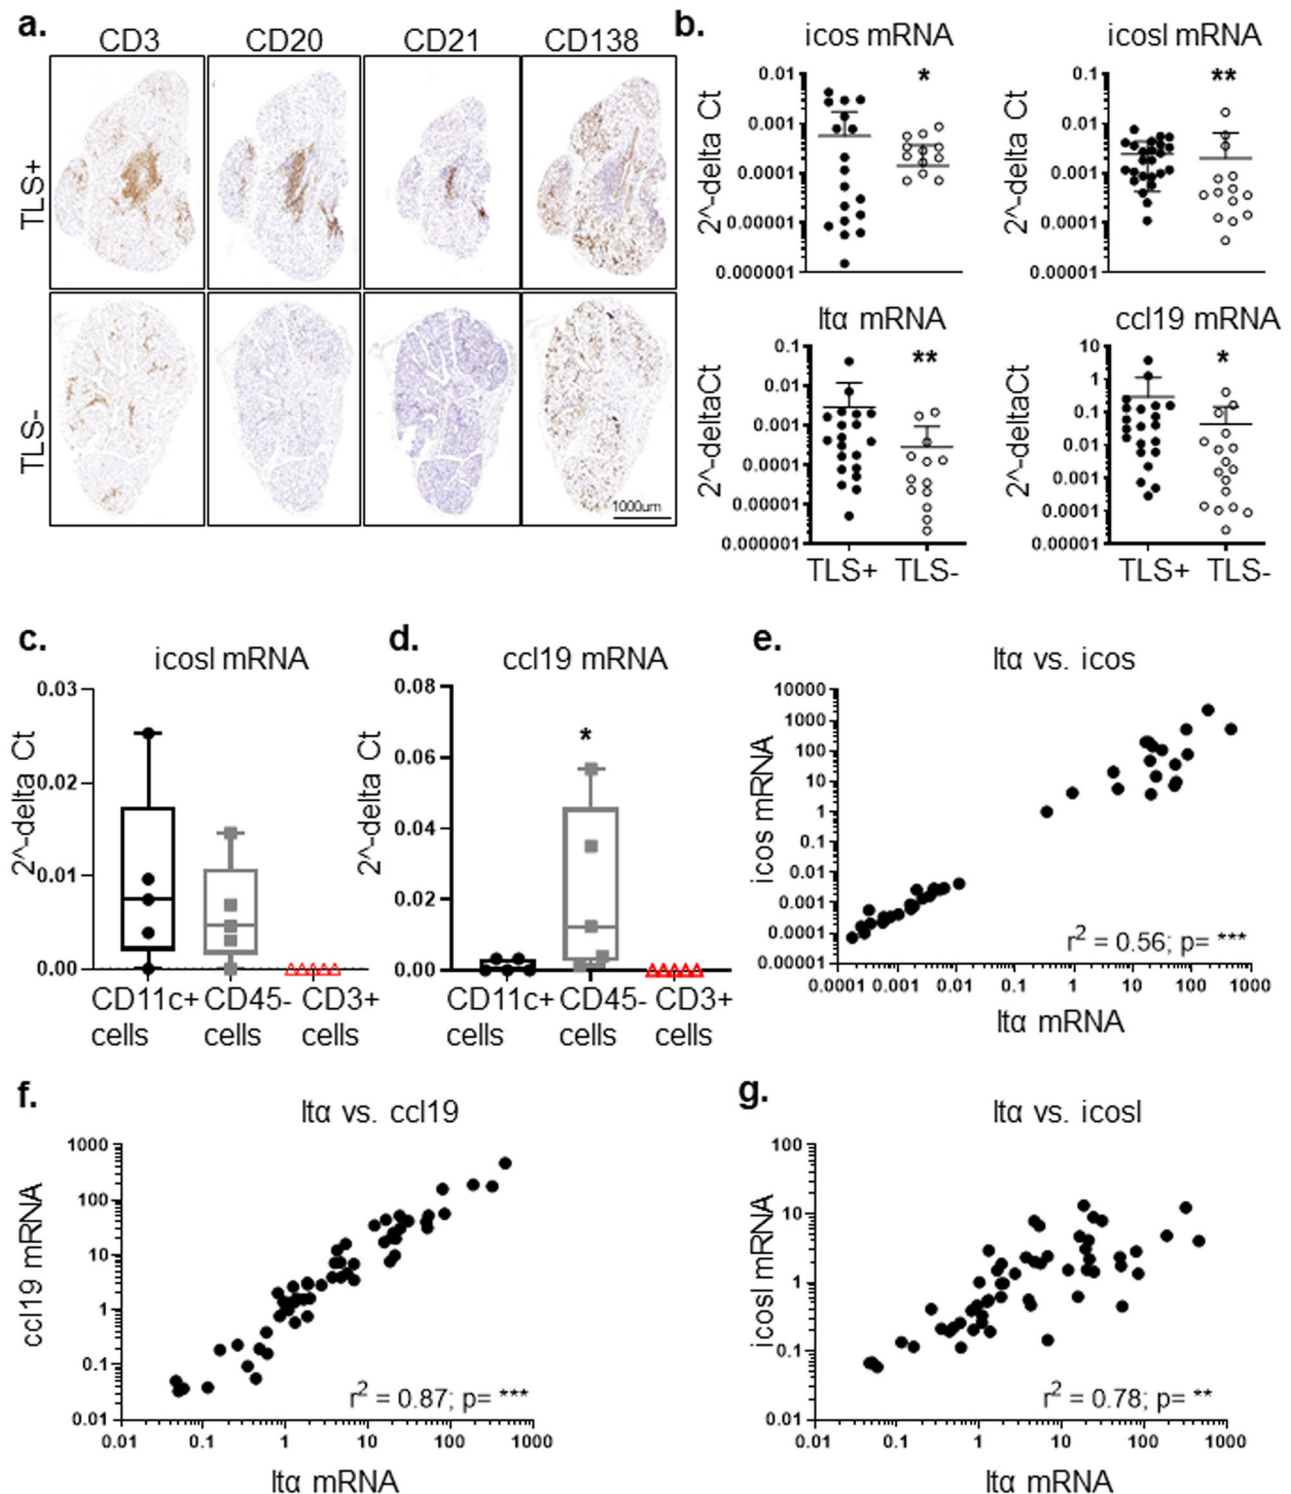 a.
CD3 CD20 CD21 CD138
TLS+
TLS-
1000um
b.
icos mRNA
*
2^-delta Ct
0.01
0.001
0.0001
0.00001
0.000001
icosl mRNA
**
2^-delta Ct
0.1
0.01
0.001
0.0001
0.00001
ltα mRNA
**
2^-deltaCt
0.1
0.01
0.001
0.0001
0.00001
0.000001
TLS+ TLS-
ccl19 mRNA
*
2^-deltaCt
10
1
0.1
0.01
0.001
0.0001
0.00001
TLS+ TLS-
c.
icosl mRNA
2^-delta Ct
0.03
0.02
0.01
0.00
CD11c+ CD45- CD3+
cells cells cells
d.
ccl19 mRNA
*
2^-delta Ct
0.08
0.06
0.04
0.02
0.00
CD11c+ CD45- CD3+
cells cells cells
e.
ltα vs. icos
icos mRNA
10000
1000
100
10
1
0.1
0.01
0.001
0.0001
0.00001
r2 = 0.56; p= ***
0.0001 0.001 0.01 0.1 1 10 100 1000
ltα mRNA
f.
ltα vs. ccl19
ccl19 mRNA
1000
100
10
1
0.1
0.01
r2 = 0.87; p= ***
0.01 0.1 1 10 100 1000
ltα mRNA
g.
ltα vs. icosl
icosl mRNA
100
10
1
0.1
0.01
r2 = 0.78; p= **
0.01 0.1 1 10 100 1000
ltα mRNA